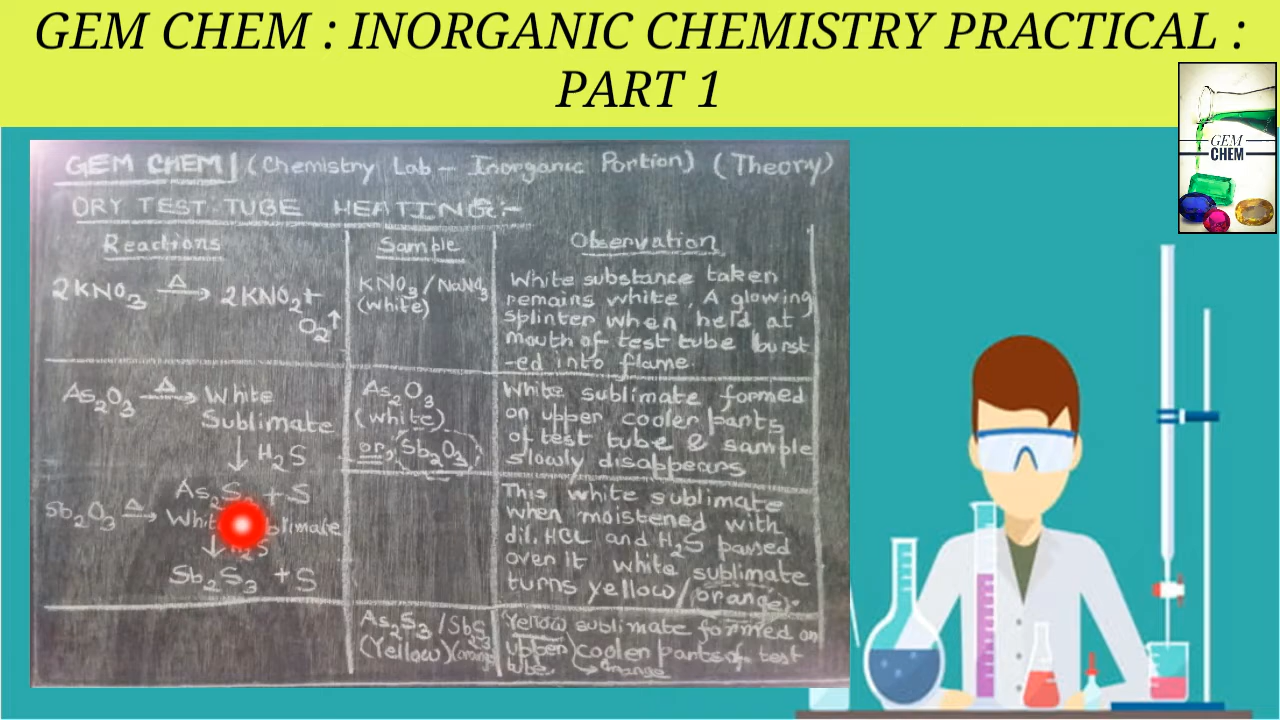 GEM CHEM : INORGANIC CHEMISTRY PRACTICAL :
PART 1
GEM
CHEM
GEM CHEM | (Chemistry Lab - Inorganic Portion) (Theory)
DRY TEST TUBE HEATING:-
Reactions
2KNO3 Δ→ 2KNO2 +
O2↑
As2O3 Δ→ White
Sublimate
↓ H2S
As2S + S
Sb2O3 Δ→
↓ S
Sb2S3 + S
Sample
KNO3 / NaNO3
(White)
As2O3
(white)
or, Sb2O3
As2S3 / Sb2S3
(Yellow) (orange)
Observation
White substance taken
remains white, A glowing
splinter when held at
mouth of test tube burst
-ed into flame.
White sublimate formed
on upper cooler parts
of test tube & sample
slowly disappears
This white sublimate
when moistened with
dil. HCL and H2S passed
over it white sublimate
turns yellow/(orange).
Yellow sublimate formed on
upper cooler parts of test
tube. → orange